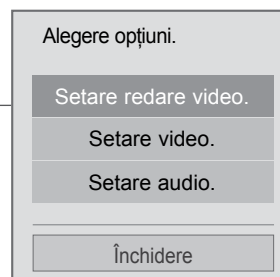 Alegere opțiuni.
Setare redare video.
Setare video.
Setare audio.
Închidere